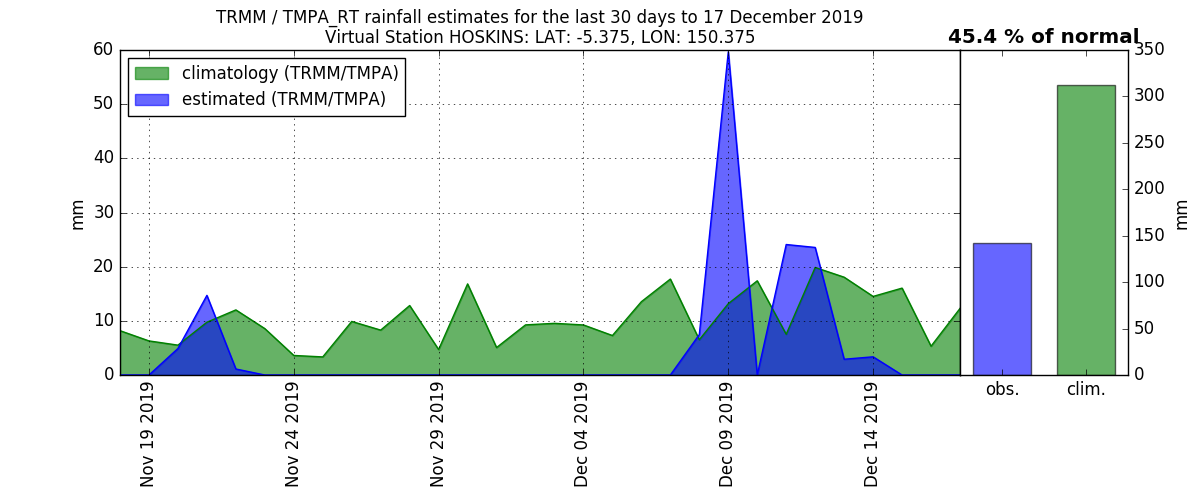 TRMM / TMPA_RT rainfall estimates for the last 30 days to 17 December 2019
Virtual Station HOSKINS: LAT: -5.375, LON: 150.375
45.4 % of normal
climatology (TRMM/TMPA)
estimated (TRMM/TMPA)
60
50
40
30
20
10
0
mm
Nov 19 2019
Nov 24 2019
Nov 29 2019
Dec 04 2019
Dec 09 2019
Dec 14 2019
350
300
250
200
150
100
50
0
mm
obs.
clim.